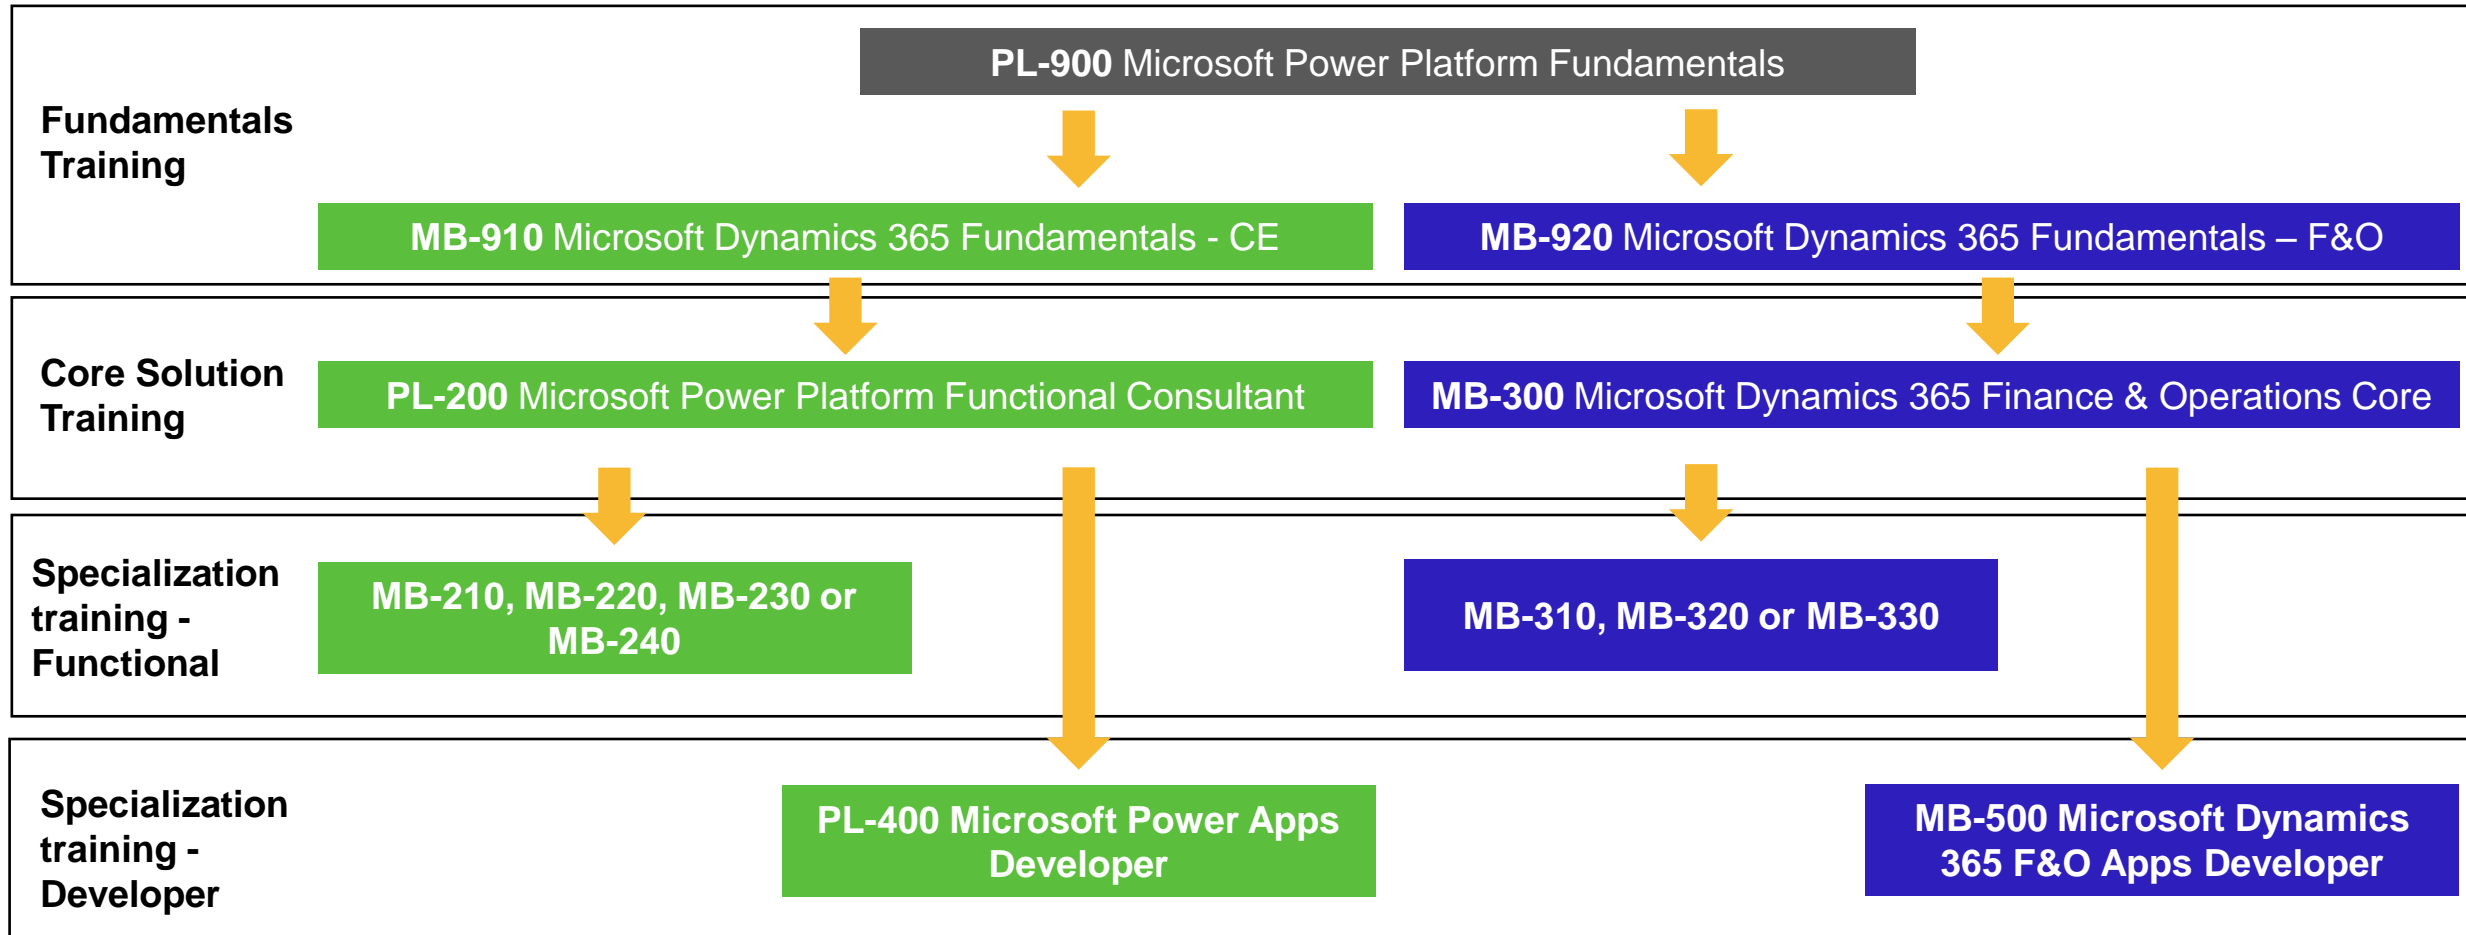 PL-900 Microsoft Power Platform Fundamentals
Fundamentals
Training
MB-910 Microsoft Dynamics 365 Fundamentals - CE
MB-920 Microsoft Dynamics 365 Fundamentals – F&O
Core Solution
Training
PL-200 Microsoft Power Platform Functional Consultant
MB-300 Microsoft Dynamics 365 Finance & Operations Core
Specialization
training -
Functional
MB-210, MB-220, MB-230 or
MB-240
MB-310, MB-320 or MB-330
Specialization
training -
Developer
PL-400 Microsoft Power Apps
Developer
MB-500 Microsoft Dynamics
365 F&O Apps Developer